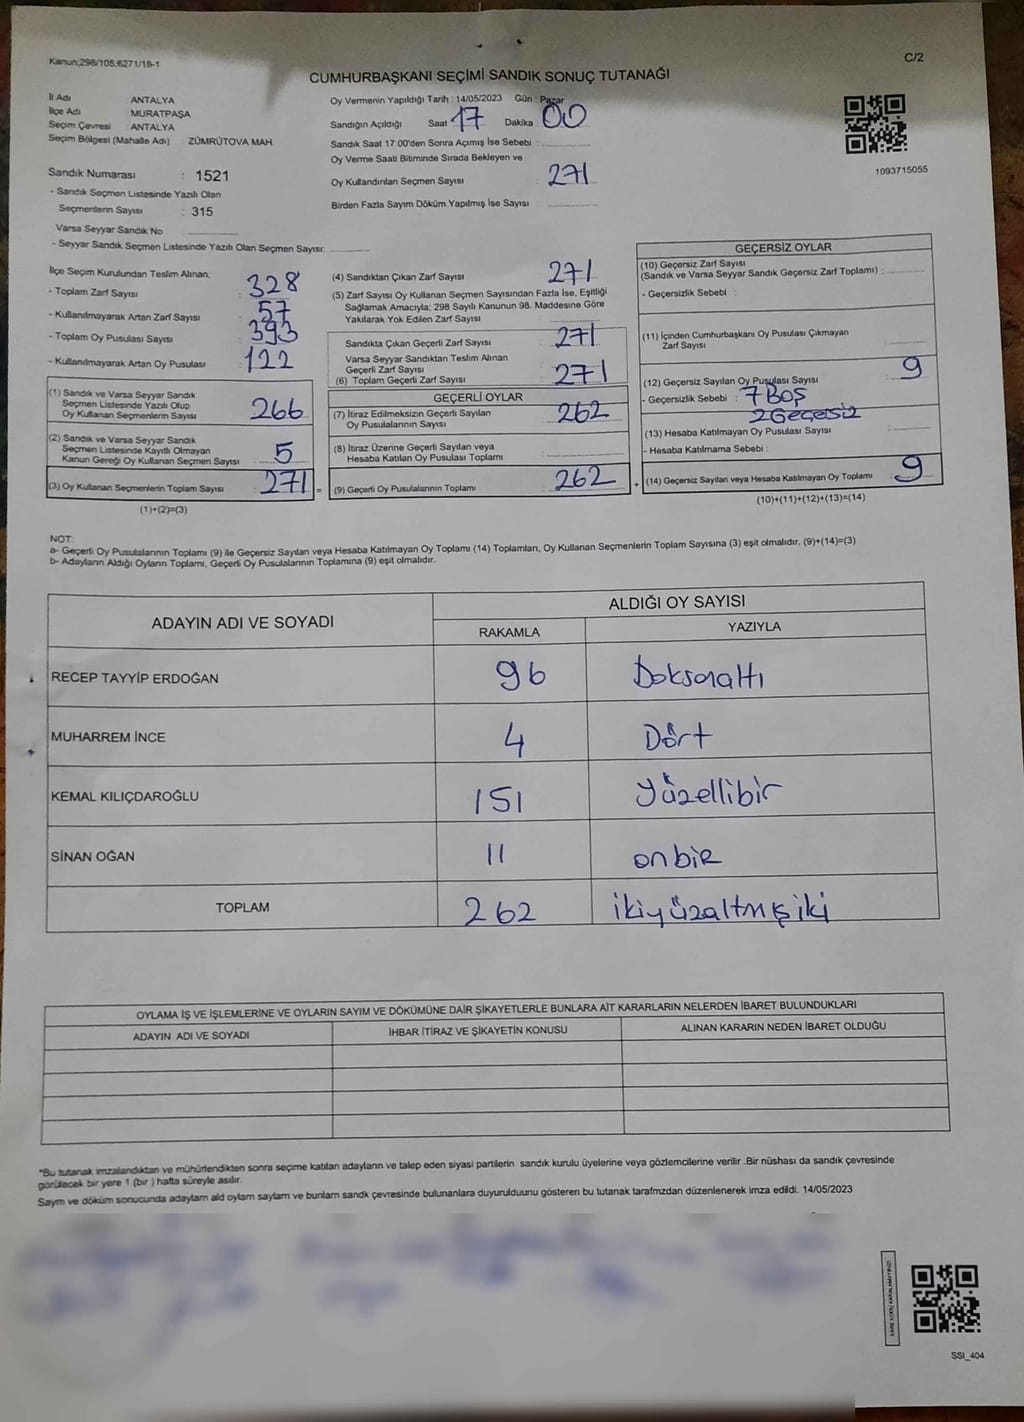 Kanun;298/105;6271/18-1
C/2
CUMHURBAŞKANI SEÇİMİ SANDIK SONUÇ TUTANAĞI
İl Adı ANTALYA
İlçe Adı MURATPAŞA
Seçim Çevresi ANTALYA
Seçim Bölgesi (Mahalle Adı) ZÜMRÜTOVA MAH.
Sandık Numarası : 1521
- Sandık Seçmen Listesinde Yazılı Olan
Seçmenlerin Sayısı : 315
Varsa Seyyar Sandık No
- Seyyar Sandık Seçmen Listesinde Yazılı Olan Seçmen Sayısı:
Oy Vermenin Yapıldığı Tarih : 14/05/2023 Gün : Pazar
Sandığın Açıldığı Saat 17 Dakika : 00
Sandık Saat 17:00'den Sonra Açımış İse Sebebi :
Oy Verme Saati Bitiminde Sırada Bekleyen ve
Oy Kullandırılan Seçmen Sayısı : 271
Birden Fazla Sayım Döküm Yapılmış İse Sayısı
1093715055
İlçe Seçim Kurulundan Teslim Alınan;
- Toplam Zarf Sayısı : 328
- Kullanılmayarak Artan Zarf Sayısı : 57
- Toplam Oy Pusulası Sayısı : 393
- Kullanılmayarak Artan Oy Pusulası : 122
(1) Sandık ve Varsa Seyyar Sandık
Seçmen Listesinde Yazılı Olup
Oy Kullanan Seçmenlerin Sayısı 266
(2) Sandık ve Varsa Seyyar Sandık
Seçmen Listesinde Kayıtlı Olmayan
Kanun Gereği Oy Kullanan Seçmen Sayısı 5
(3) Oy Kullanan Seçmenlerin Toplam Sayısı 271 =
(1)+(2)=(3)
(4) Sandıktan Çıkan Zarf Sayısı 271
(5) Zarf Sayısı Oy Kullanan Seçmen Sayısından Fazla İse, Eşitliği
Sağlamak Amacıyla; 298 Sayılı Kanunun 98. Maddesine Göre
Yakılarak Yok Edilen Zarf Sayısı :
Sandıkta Çıkan Geçerli Zarf Sayısı : 271
Varsa Seyyar Sandıktan Teslim Alınan
Geçerli Zarf Sayısı
(6) Toplam Geçerli Zarf Sayısı : 271
GEÇERLİ OYLAR
(7) İtiraz Edilmeksizin Geçerli Sayılan
Oy Pusulalarının Sayısı : 262
(8) İtiraz Üzerine Geçerli Sayılan veya
Hesaba Katılan Oy Pusulası Toplamı
(9) Geçerli Oy Pusulalarının Toplamı 262 +
GEÇERSİZ OYLAR
(10) Geçersiz Zarf Sayısı
(Sandık ve Varsa Seyyar Sandık Geçersiz Zarf Toplamı) :
- Geçersizlik Sebebi :
(11) İçinden Cumhurbaşkanı Oy Pusulası Çıkmayan
Zarf Sayısı
(12) Geçersiz Sayılan Oy Pusulası Sayısı 9
- Geçersizlik Sebebi : 7 Boş
2 Geçersiz
(13) Hesaba Katılmayan Oy Pusulası Sayısı
- Hesaba Katılmama Sebebi :
(14) Geçersiz Sayılan veya Hesaba Katılmayan Oy Toplamı 9
(10)+(11)+(12)+(13)=(14)
NOT:
a- Geçerli Oy Pusulalarının Toplamı (9) ile Geçersiz Sayılan veya Hesaba Katılmayan Oy Toplamı (14) Toplamları, Oy Kullanan Seçmenlerin Toplam Sayısına (3) eşit olmalıdır. (9)+(14)=(3)
b- Adayların Aldığı Oyların Toplamı, Geçerli Oy Pusulalarının Toplamına (9) eşit olmalıdır.
ADAYIN ADI VE SOYADI
ALDIĞI OY SAYISI
RAKAMLA YAZIYLA
RECEP TAYYİP ERDOĞAN 96 Doksanaltı
MUHARREM İNCE 4 Dört
KEMAL KILIÇDAROĞLU 151 Yüzellibir
SİNAN OĞAN 11 onbir
TOPLAM 262 ikiyüzaltmışiki
OYLAMA İŞ VE İŞLEMLERİNE VE OYLARIN SAYIM VE DÖKÜMÜNE DAİR ŞİKAYETLERLE BUNLARA AİT KARARLARIN NELERDEN İBARET BULUNDUKLARI
ADAYIN ADI VE SOYADI İHBAR İTİRAZ VE ŞİKAYETİN KONUSU ALINAN KARARIN NEDEN İBARET OLDUĞU
*Bu tutanak imzalandıktan ve mühürlendikten sonra seçime katılan adayların ve talep eden siyasi partilerin sandık kurulu üyelerine veya gözlemcilerine verilir .Bir nüshası da sandık çevresinde
görülecek bir yere 1 (bir ) hafta süreyle asılır.
Sayım ve döküm sonucunda adayların ald oyların sayıları ve bunların sandk çevresinde bulunanlara duyurulduunu gösteren bu tutanak tarafmzdan düzenlenerek imza edildi. 14/05/2023
KARE KODU KARALAMAYINIZ!
SSI_404